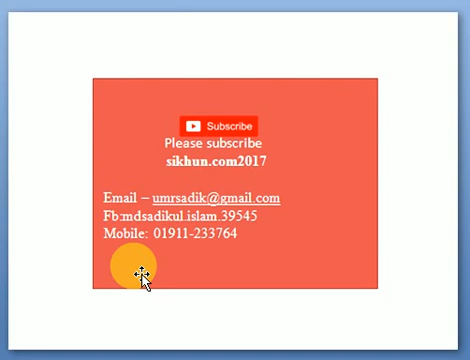 Subscribe
Please subscribe
sikhun.com2017
Email – umrsadik@gmail.com
Fb:mdsadikul.islam.39545
Mobile: 01911-233764